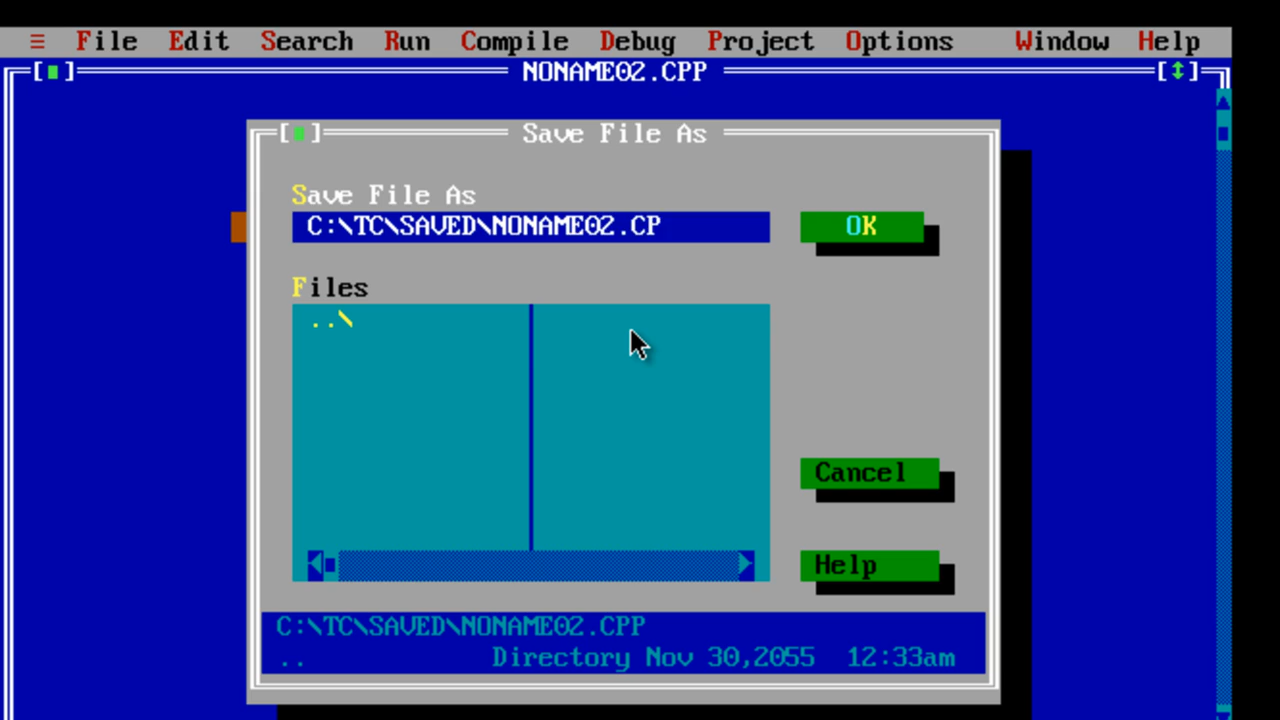 ≡ File Edit Search Run Compile Debug Project Options Window Help
[■] NONAME02.CPP [↕]
[■] Save File As
Save File As
C:\TC\SAVED\NONAME02.CP OK
Files
..\
Cancel
Help
C:\TC\SAVED\NONAME02.CPP
.. Directory Nov 30,2055 12:33am